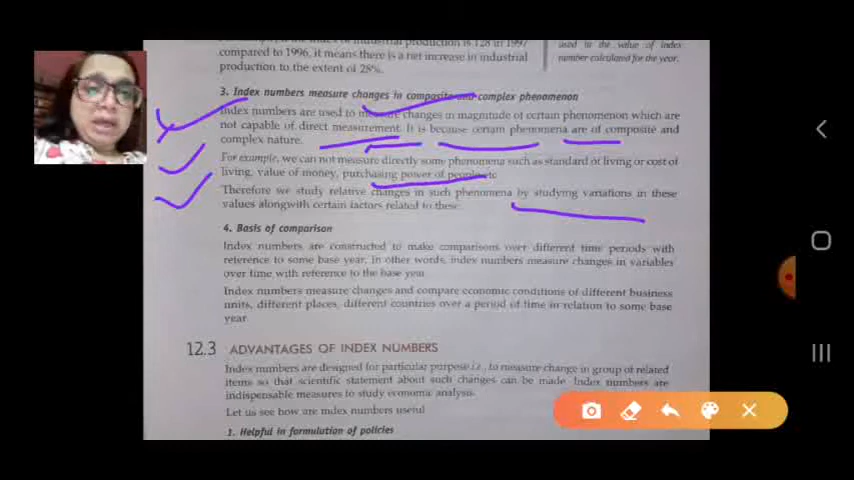 production is 128 in 1997
compared to 1996, it means there is a net increase in industrial
production to the extent of 28%.
used in the value of index
number calculated for the year.
3. Index numbers measure changes in composite and complex phenomenon
Index numbers are used to measure changes in magnitude of certain phenomenon which are
not capable of direct measurement. It is because certain phenomena are of composite and
complex nature.
For example, we can not measure directly some phenomena such as standard of living or cost of
living, value of money, purchasing power of people etc
Therefore we study relative changes in such phenomena by studying variations in these
values alongwith certain factors related to these
4. Basis of comparison
Index numbers are constructed to make comparisons over different time periods with
reference to some base year. In other words, index numbers measure changes in variables
over time with reference to the base year
Index numbers measure changes and compare economic conditions of different business
units, different places, different countries over a period of time in relation to some base
year
12.3 ADVANTAGES OF INDEX NUMBERS
Index numbers are designed for particular purpose i.e., to measure change in group of related
items so that scientific statement about such changes can be made. Index numbers are
indispensable measures to study economic analysis.
Let us see how are index numbers useful
1. Helpful in formulation of policies